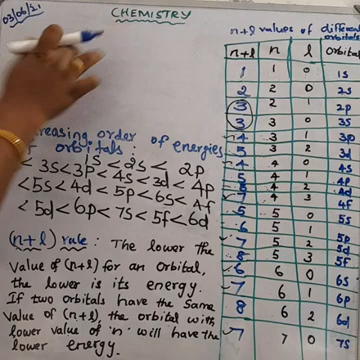 03/06/21
CHEMISTRY
creasing order of energies
orbitals:
1s < 2s < 2p
< 3s < 3p < 4s < 3d < 4p
< 5s < 4d < 5p < 6s < 4f
< 5d < 6p < 7s < 5f < 6d
(n+l) rule: The lower the
value of (n+l) for an orbital,
the lower is its energy.
If two orbitals have the same
value of (n+l), the orbital with
lower value of 'n' will have the
lower energy.
n+l values of different
orbitals
n+l n l orbital
1 1 0 1s
2 2 0 2s
3 2 1 2p
3 3 0 3s
4 3 1 3p
5 3 2 3d
4 4 0 4s
5 4 1 4p
4 2 4d
7 4 3 4f
5 5 0 5s
6 5 1 5p
7 5 2 5d
8 5 3 5f
6 6 0 6s
7 6 1 6p
8 6 2 6d
7 7 0 7s